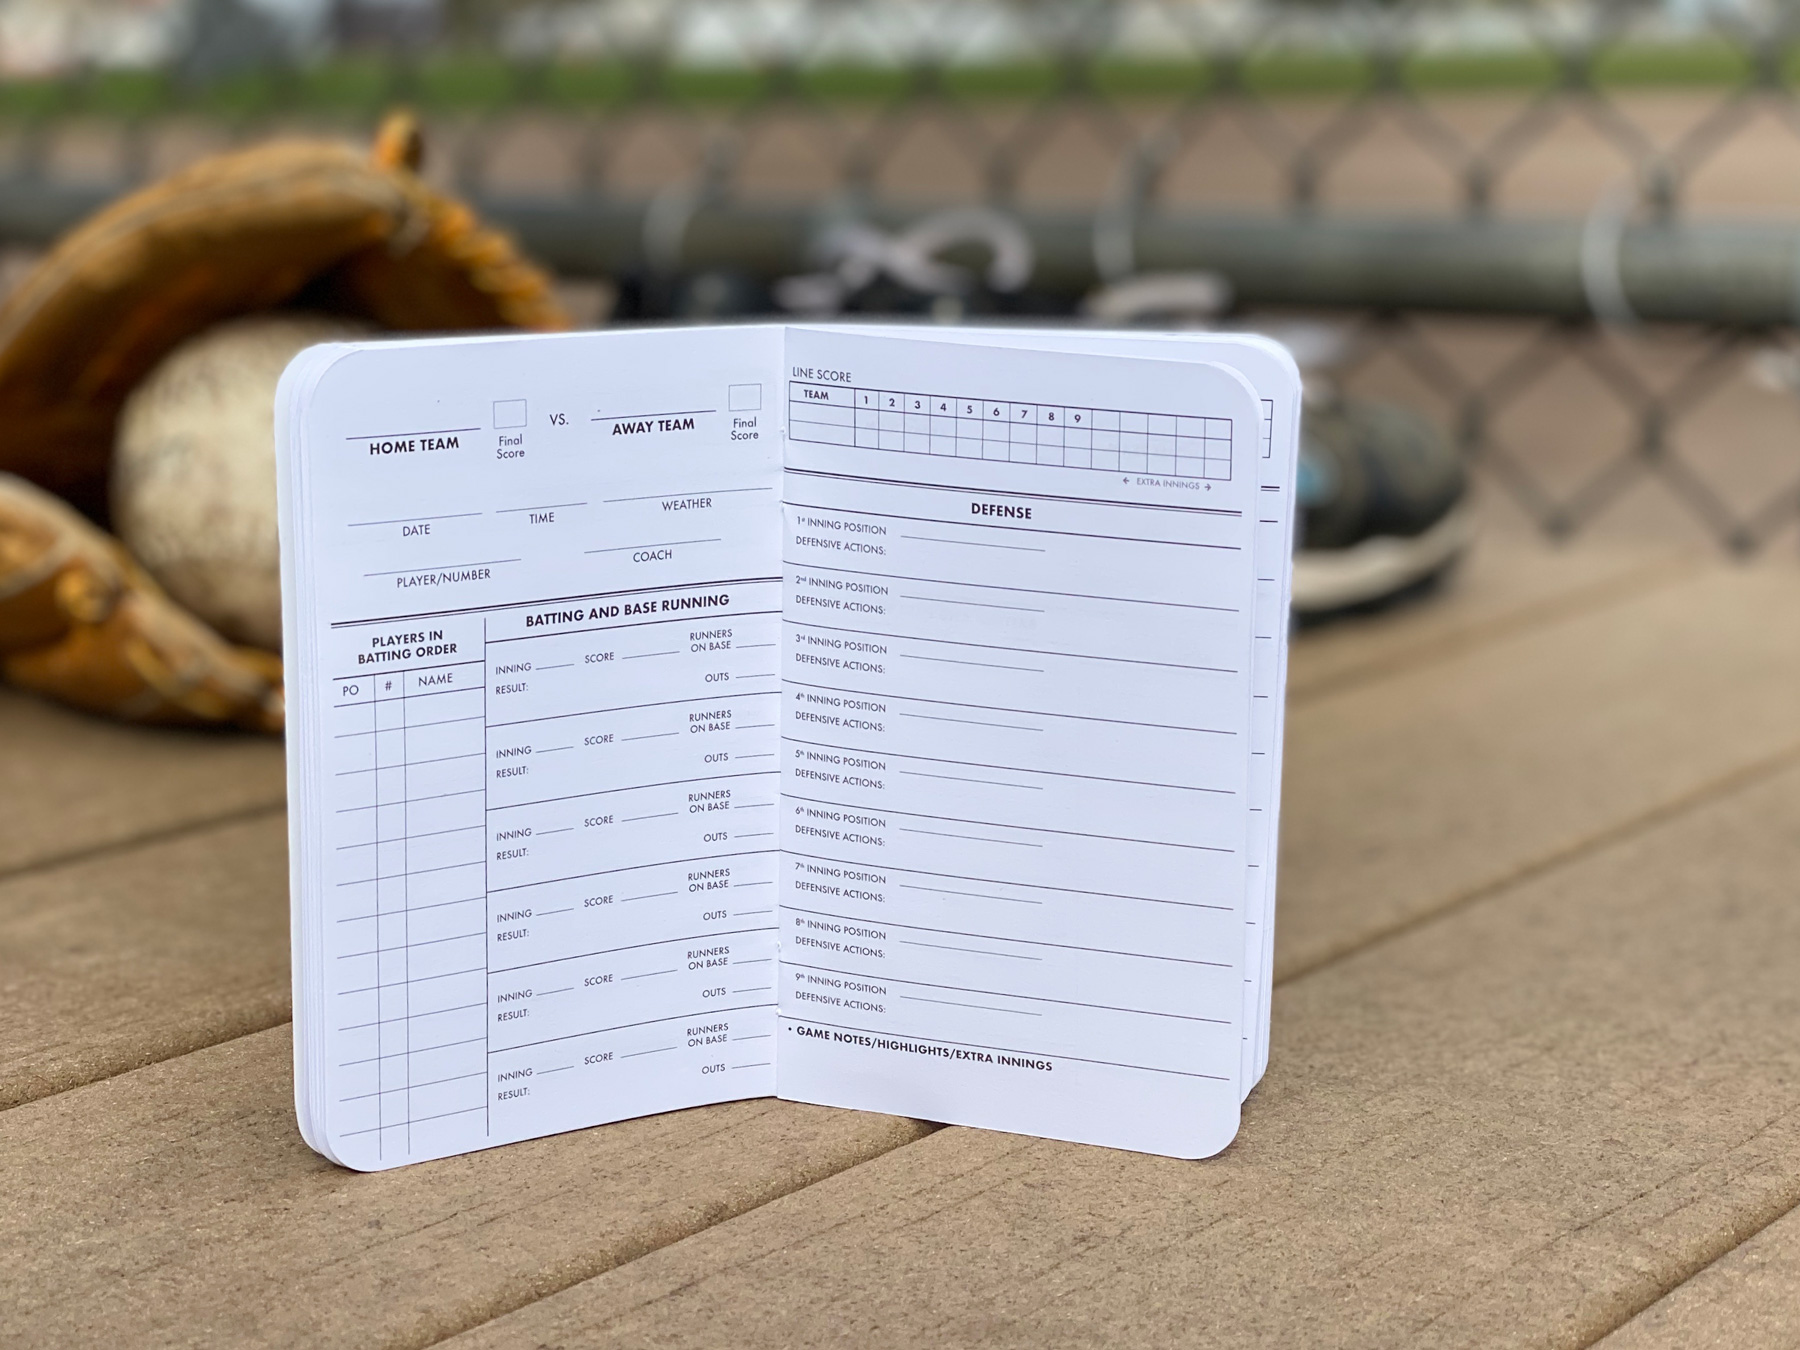 HOME TEAM
Final
Score
VS.
AWAY TEAM
Final
Score
DATE
TIME
WEATHER
PLAYER/NUMBER
COACH
PLAYERS IN
BATTING ORDER
PO # NAME
BATTING AND BASE RUNNING
INNING SCORE RUNNERS
ON BASE
RESULT: OUTS
INNING SCORE RUNNERS
ON BASE
RESULT: OUTS
INNING SCORE RUNNERS
ON BASE
RESULT: OUTS
INNING SCORE RUNNERS
ON BASE
RESULT: OUTS
INNING SCORE RUNNERS
ON BASE
RESULT: OUTS
INNING SCORE RUNNERS
ON BASE
RESULT: OUTS
LINE SCORE
TEAM 1 2 3 4 5 6 7 8 9
← EXTRA INNINGS →
DEFENSE
1st INNING POSITION
DEFENSIVE ACTIONS:
2nd INNING POSITION
DEFENSIVE ACTIONS:
3rd INNING POSITION
DEFENSIVE ACTIONS:
4th INNING POSITION
DEFENSIVE ACTIONS:
5th INNING POSITION
DEFENSIVE ACTIONS:
6th INNING POSITION
DEFENSIVE ACTIONS:
7th INNING POSITION
DEFENSIVE ACTIONS:
8th INNING POSITION
DEFENSIVE ACTIONS:
9th INNING POSITION
DEFENSIVE ACTIONS:
• GAME NOTES/HIGHLIGHTS/EXTRA INNINGS